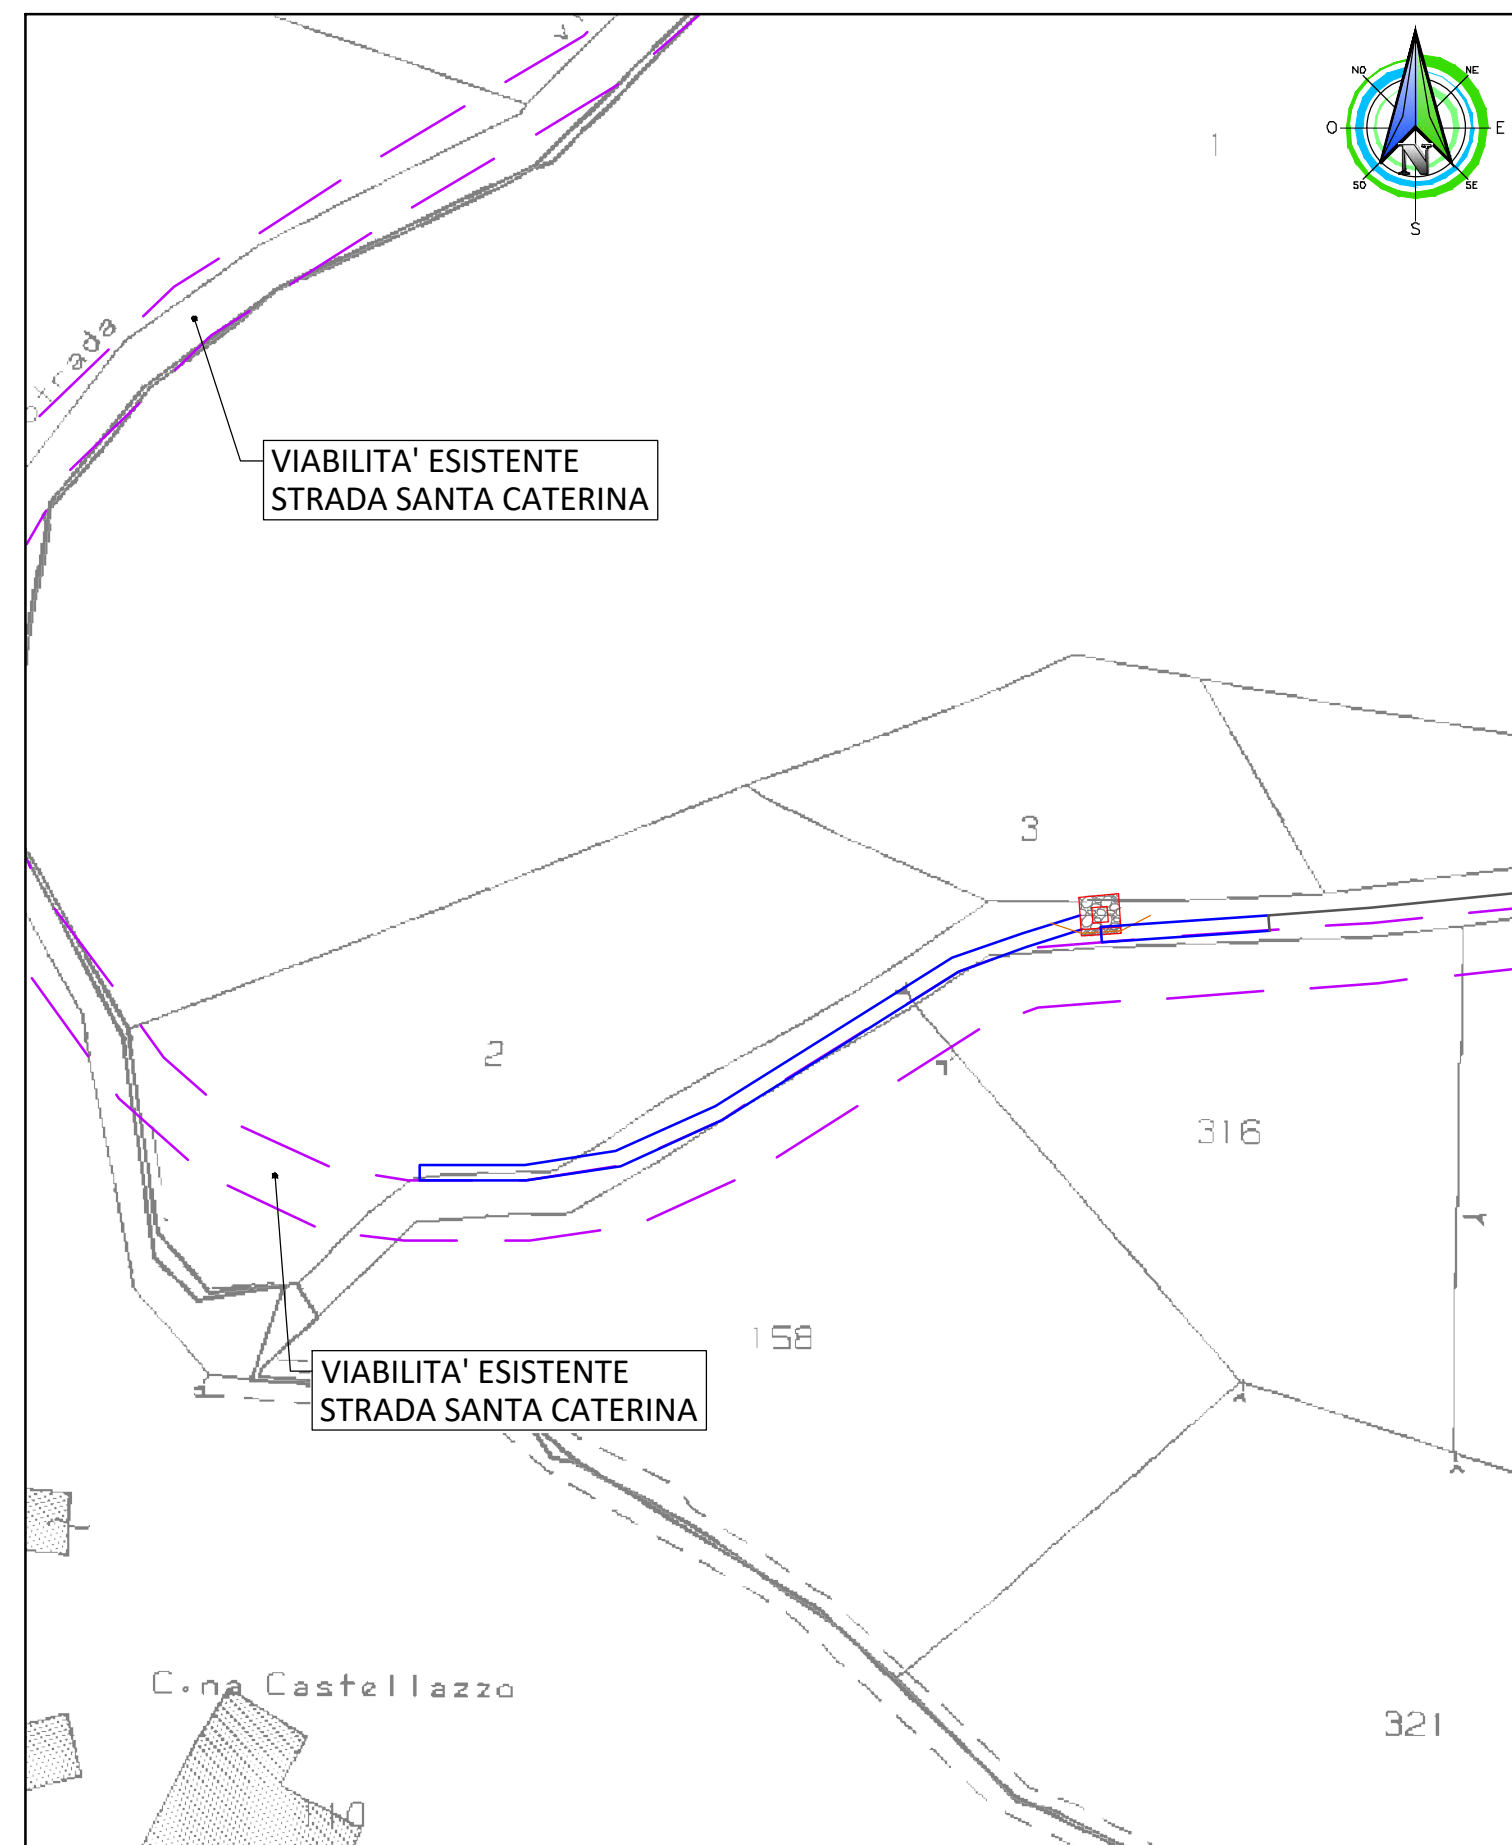 NO
NE
O
E
N
SO
SE
S
1
strada
VIABILITA' ESISTENTE
STRADA SANTA CATERINA
3
2
316
158
VIABILITA' ESISTENTE
STRADA SANTA CATERINA
C.na Castellazzo
321
110